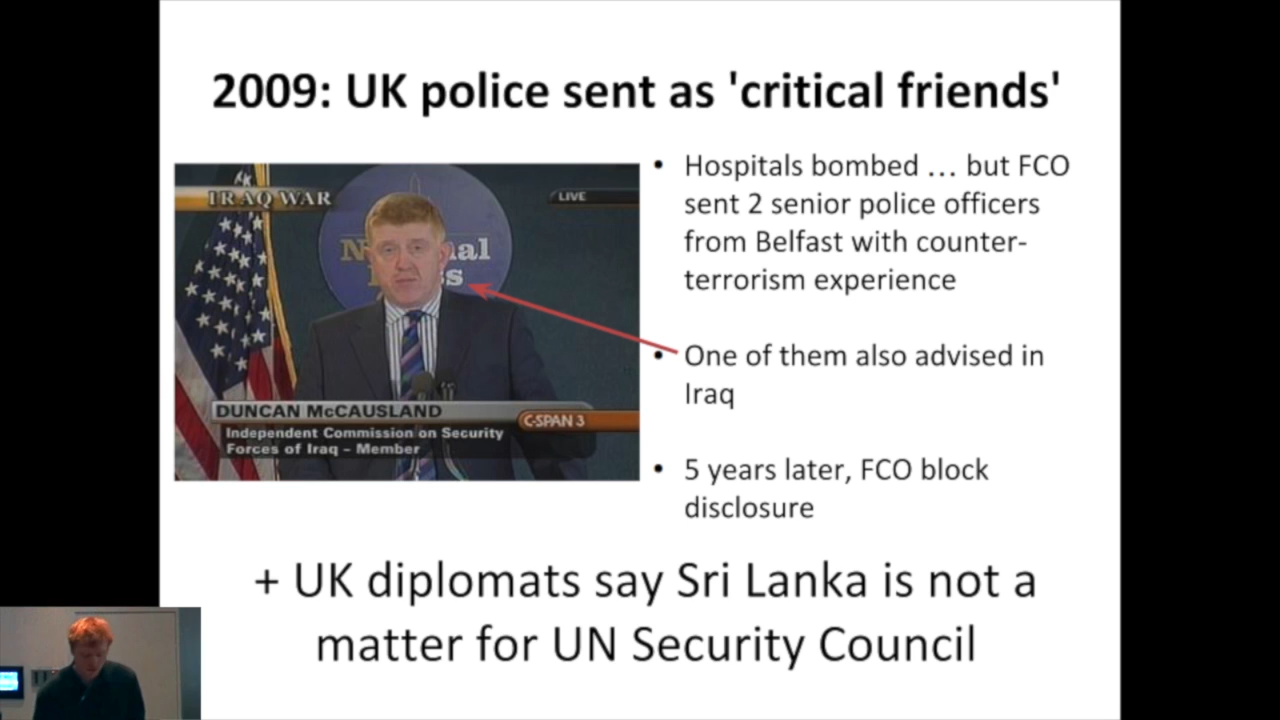 2009: UK police sent as 'critical friends'
IRAQ WAR
LIVE
DUNCAN McCAUSLAND
C-SPAN 3
Independent Commission on Security
Forces of Iraq – Member
• Hospitals bombed … but FCO
sent 2 senior police officers
from Belfast with counter-
terrorism experience
• One of them also advised in
Iraq
• 5 years later, FCO block
disclosure
+ UK diplomats say Sri Lanka is not a
matter for UN Security Council